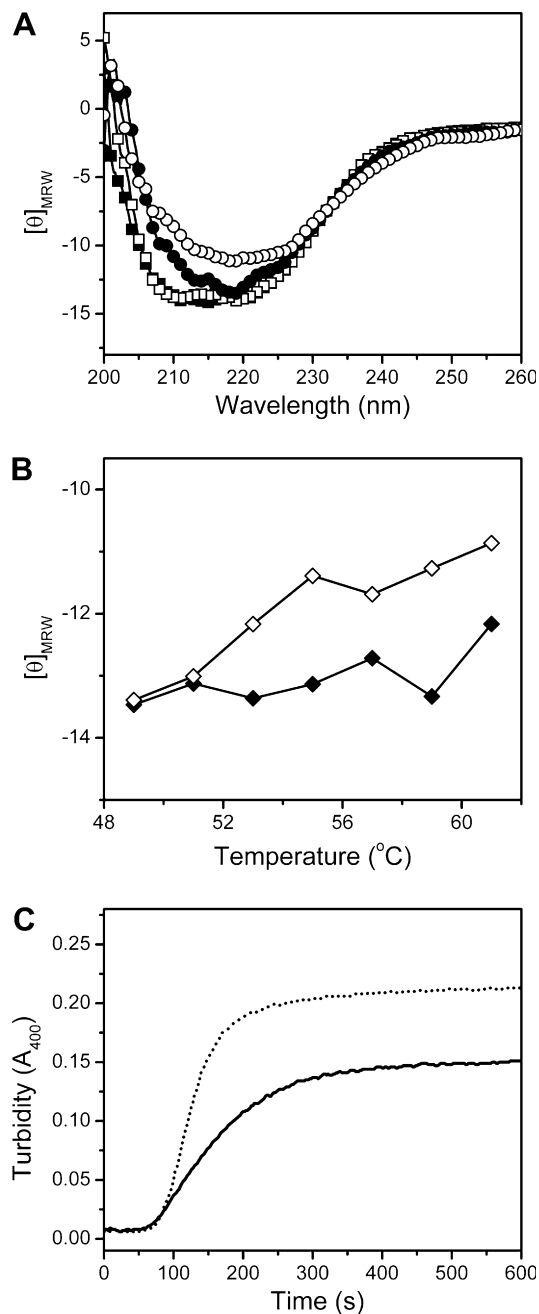 A
5
0
-5
-10
-15
[θ]MRW
200 210 220 230 240 250 260
Wavelength (nm)
B
-10
-12
-14
[θ]MRW
48 52 56 60
Temperature (°C)
C
0.25
0.20
0.15
0.10
0.05
0.00
Turbidity (A400)
0 100 200 300 400 500 600
Time (s)